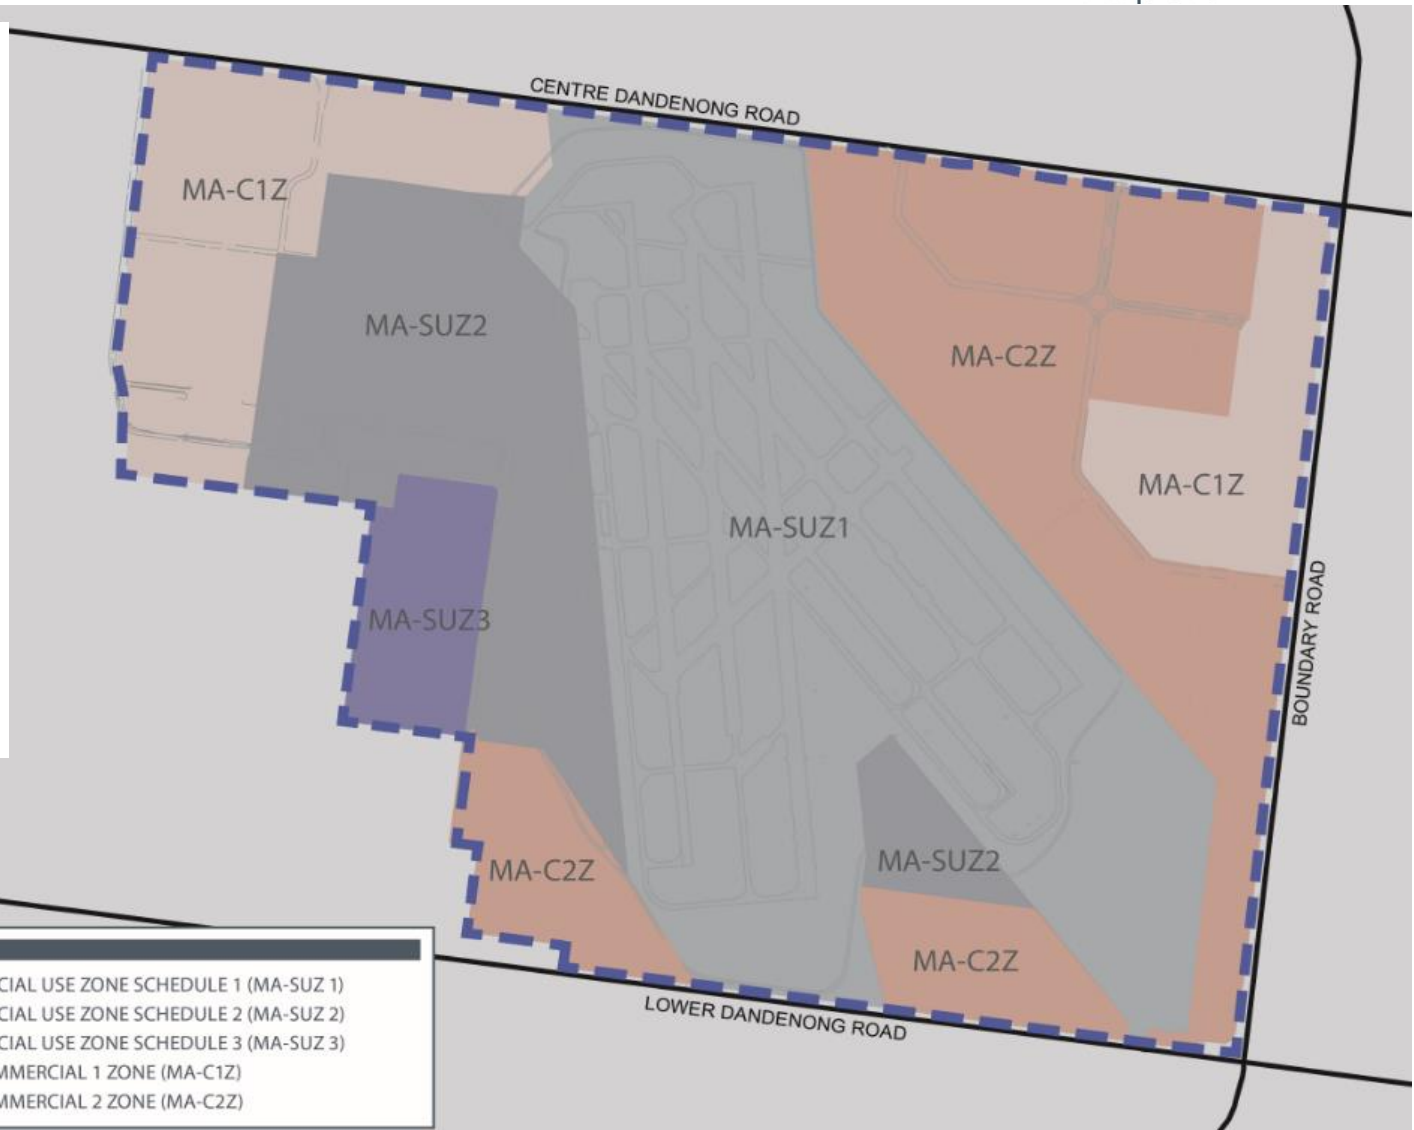 CENTRE DANDENONG ROAD
MA-C1Z
MA-SUZ2
MA-C2Z
MA-C1Z
MA-SUZ1
BOUNDARY ROAD
MA-SUZ3
MA-SUZ2
MA-C2Z
MA-C2Z
LOWER DANDENONG ROAD
CIAL USE ZONE SCHEDULE 1 (MA-SUZ 1)
CIAL USE ZONE SCHEDULE 2 (MA-SUZ 2)
CIAL USE ZONE SCHEDULE 3 (MA-SUZ 3)
MMERCIAL 1 ZONE (MA-C1Z)
MMERCIAL 2 ZONE (MA-C2Z)